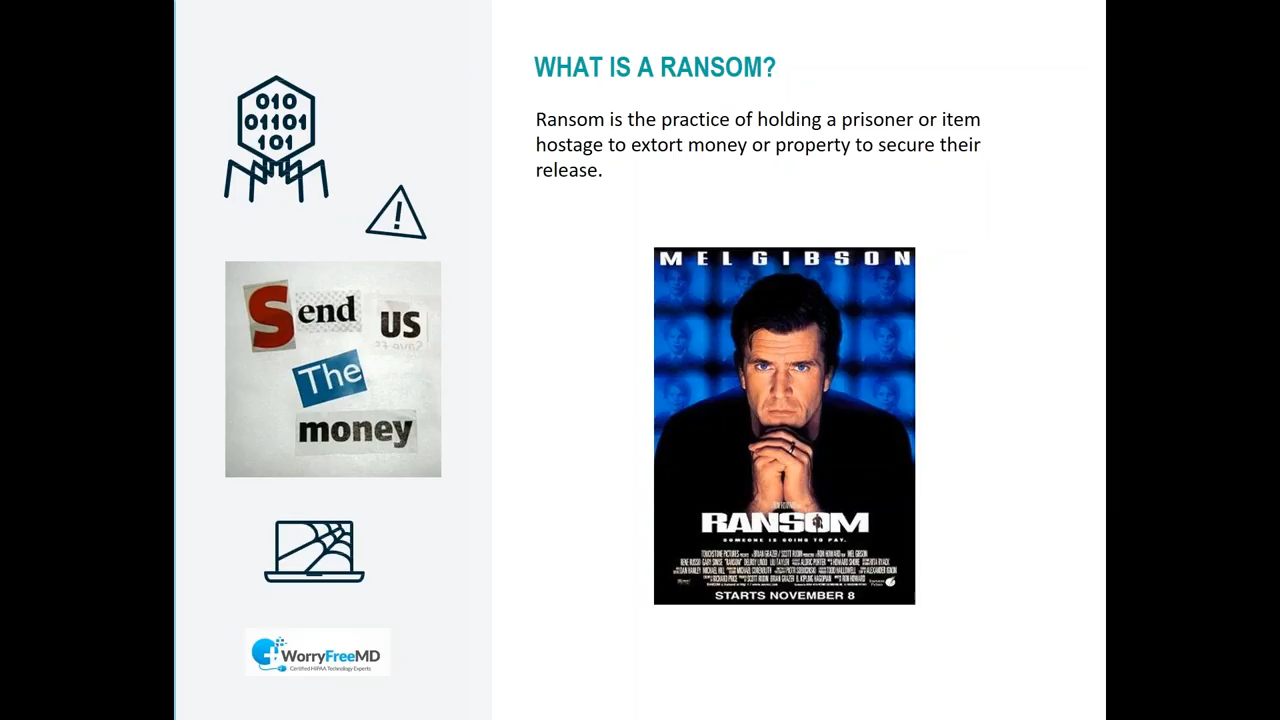 WHAT IS A RANSOM?
Ransom is the practice of holding a prisoner or item
hostage to extort money or property to secure their
release.
010
01101
101
!
Send us
The
money
WorryFreeMD
Certified HIPAA Technology Experts
MEL GIBSON
RANSOM
SOMEONE IS GOING TO PAY.
STARTS NOVEMBER 8